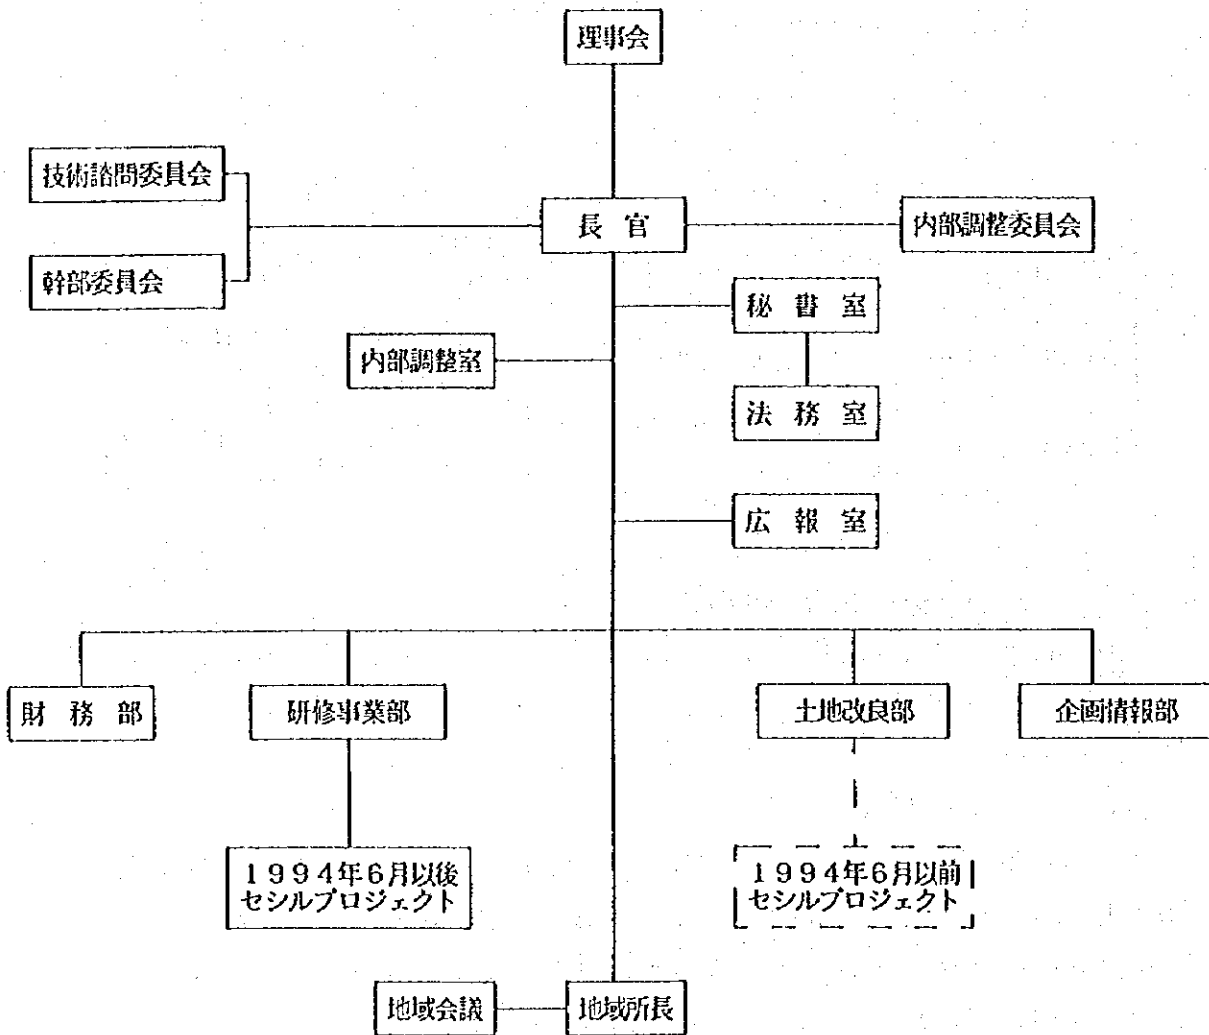 理事会
技術諮問委員会
長 官
内部調整委員会
幹部委員会
秘 書 室
内部調整室
法 務 室
広 報 室
財 務 部
研修事業部
土地改良部
企画情報部
1994年6月以後
セシルプロジェクト
1994年6月以前
セシルプロジェクト
地域会議
地域所長